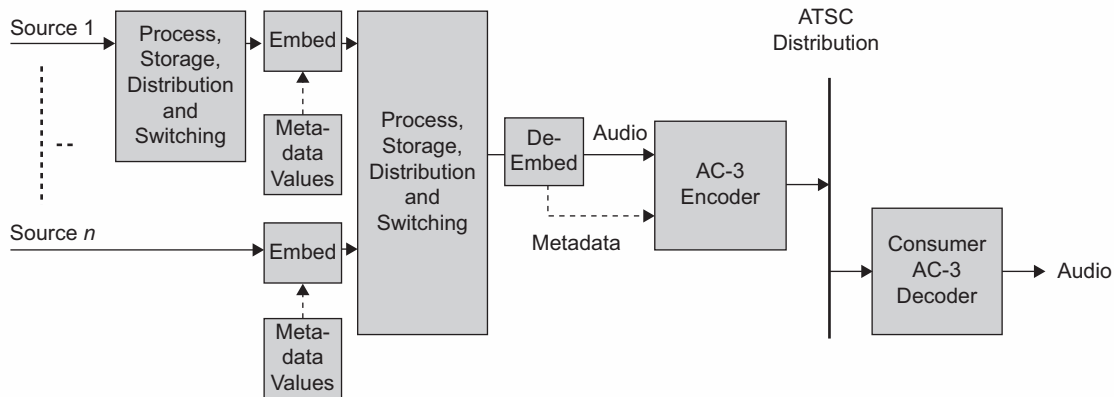 Source 1
Process,
Storage,
Distribution
and
Switching
Embed
Meta-
data
Values
Source n
Embed
Meta-
data
Values
Process,
Storage,
Distribution
and
Switching
De-
Embed
Audio
Metadata
AC-3
Encoder
ATSC
Distribution
Consumer
AC-3
Decoder
Audio